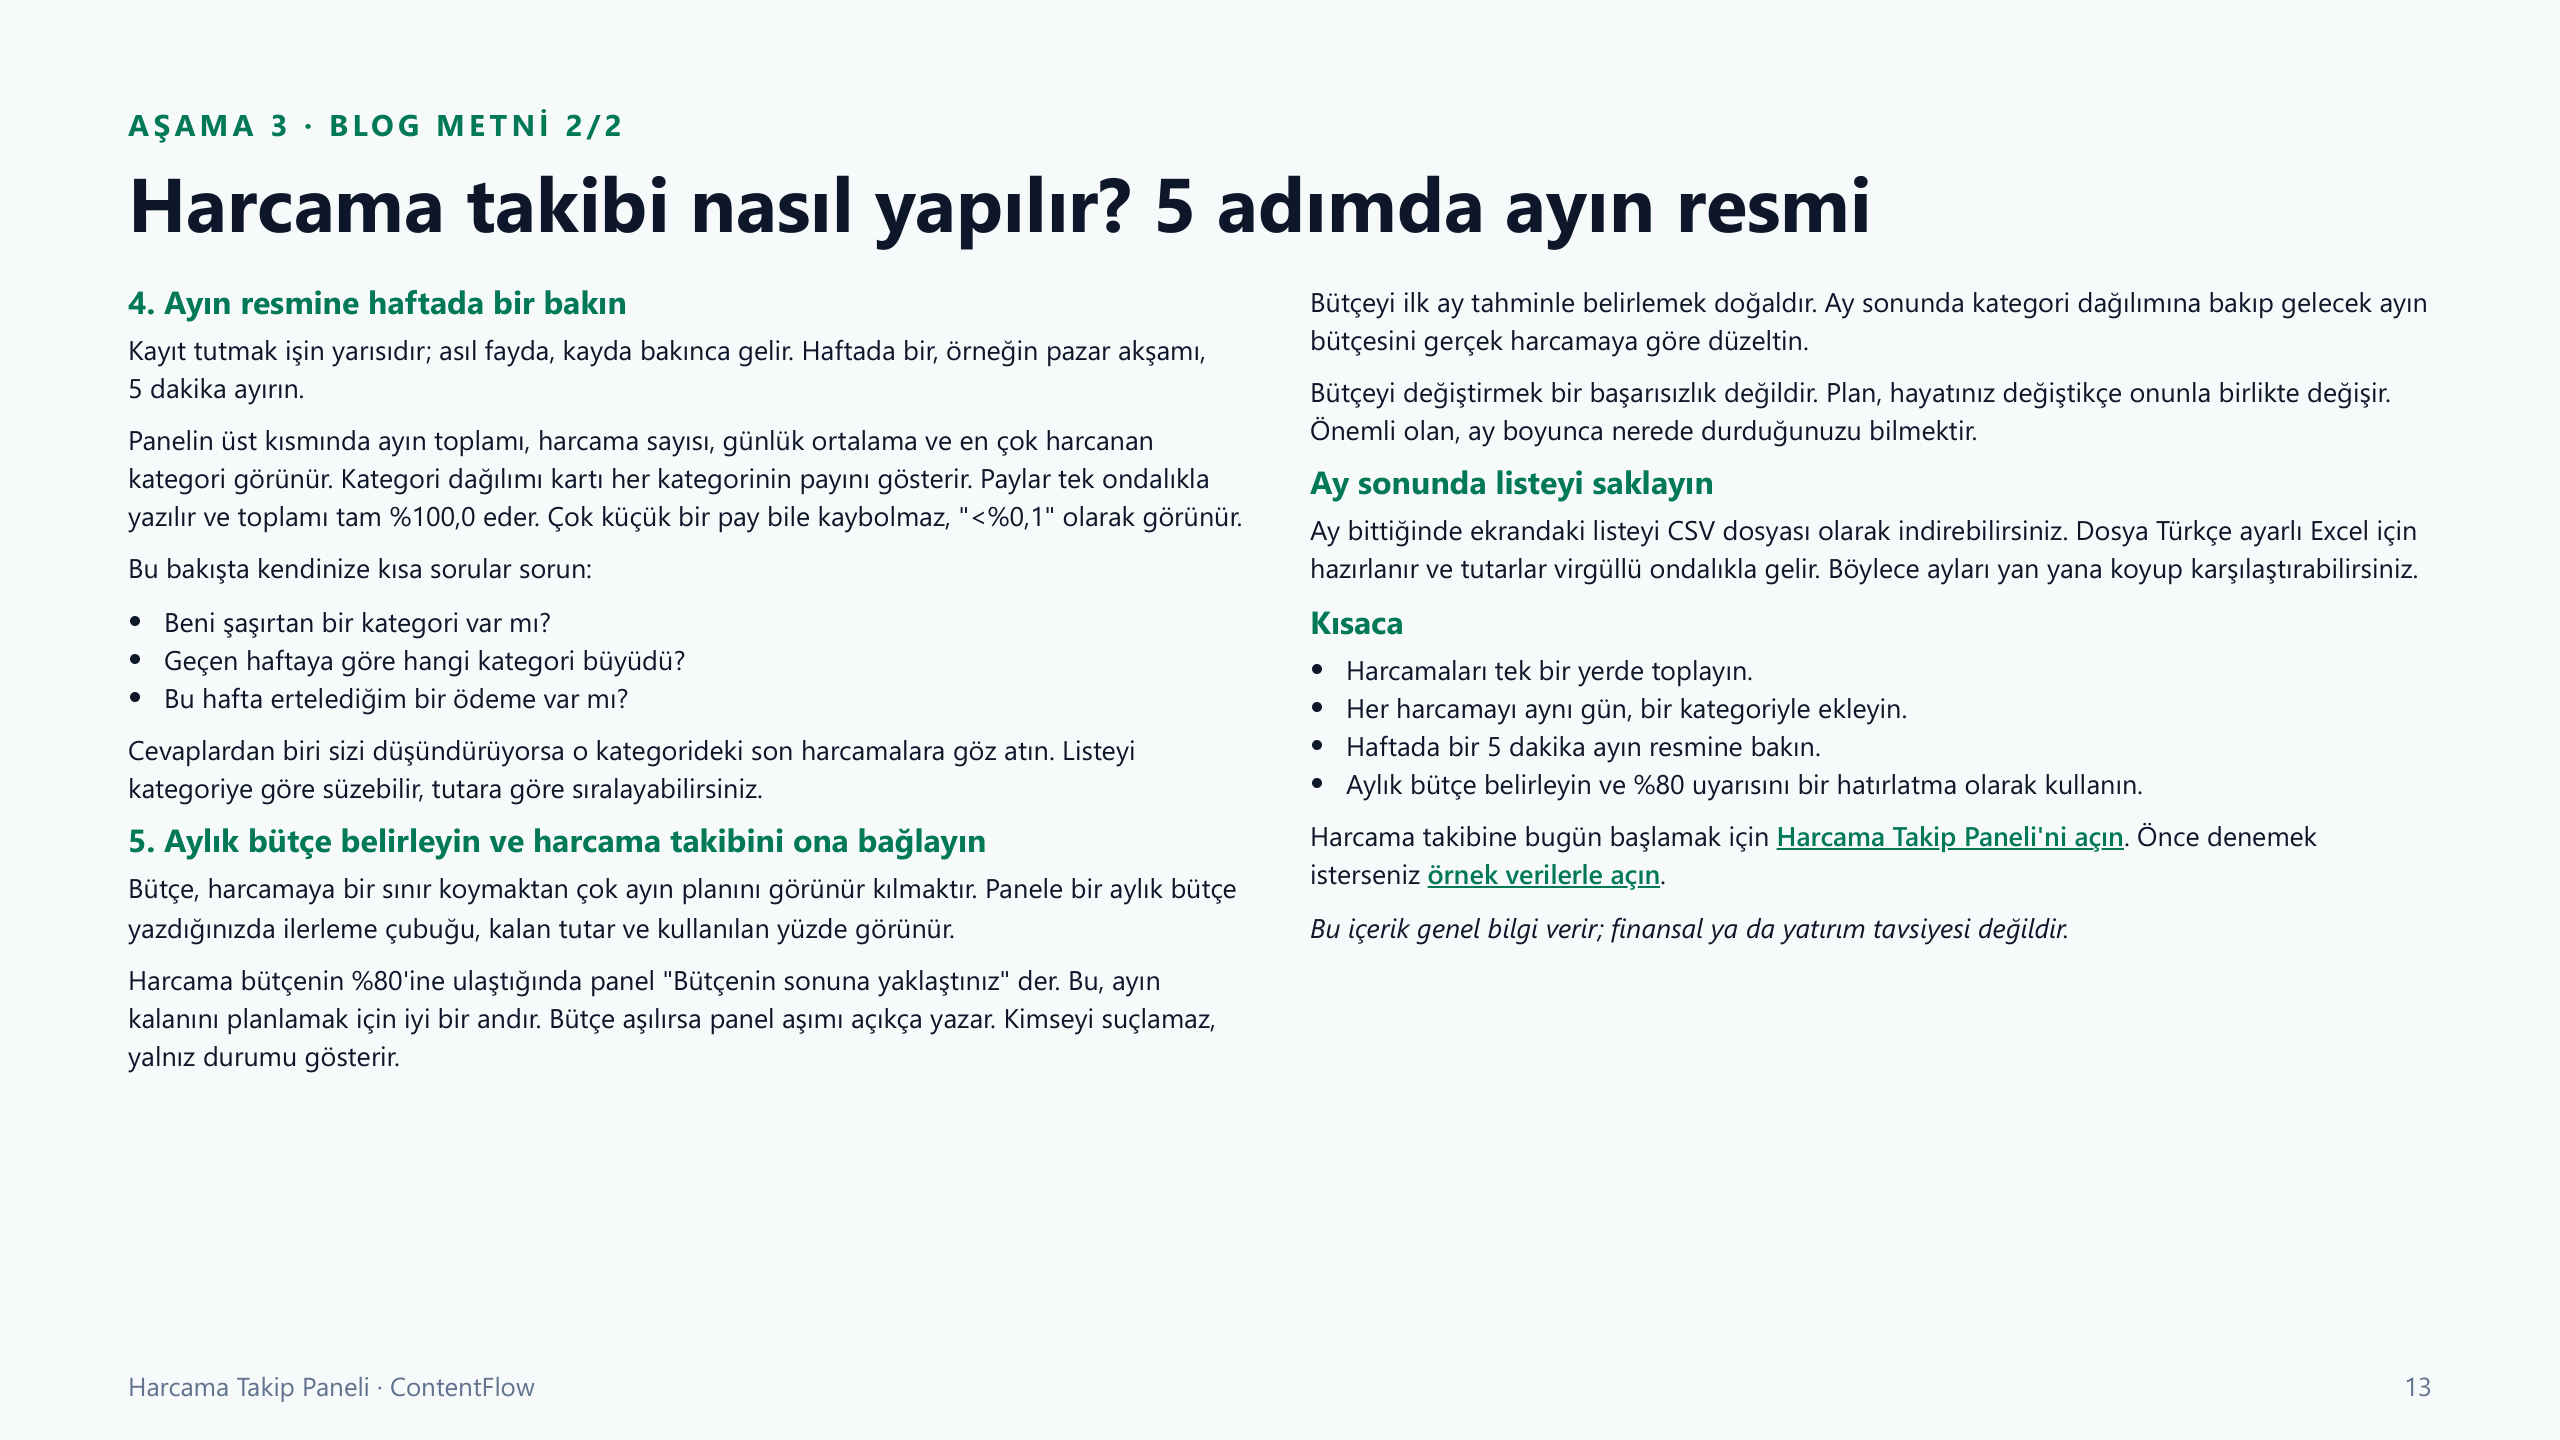 AŞAMA 3 · BLOG METNİ 2/2
Harcama takibi nasıl yapılır? 5 adımda ayın resmi
4. Ayın resmine haftada bir bakın
Kayıt tutmak işin yarısıdır; asıl fayda, kayda bakınca gelir. Haftada bir, örneğin pazar akşamı,
5 dakika ayırın.
Panelin üst kısmında ayın toplamı, harcama sayısı, günlük ortalama ve en çok harcanan
kategori görünür. Kategori dağılımı kartı her kategorinin payını gösterir. Paylar tek ondalıkla
yazılır ve toplamı tam %100,0 eder. Çok küçük bir pay bile kaybolmaz, "<%0,1" olarak görünür.
Bu bakışta kendinize kısa sorular sorun:
• Beni şaşırtan bir kategori var mı?
• Geçen haftaya göre hangi kategori büyüdü?
• Bu hafta ertelediğim bir ödeme var mı?
Cevaplardan biri sizi düşündürüyorsa o kategorideki son harcamalara göz atın. Listeyi
kategoriye göre süzebilir, tutara göre sıralayabilirsiniz.
5. Aylık bütçe belirleyin ve harcama takibini ona bağlayın
Bütçe, harcamaya bir sınır koymaktan çok ayın planını görünür kılmaktır. Panele bir aylık bütçe
yazdığınızda ilerleme çubuğu, kalan tutar ve kullanılan yüzde görünür.
Harcama bütçenin %80'ine ulaştığında panel "Bütçenin sonuna yaklaştınız" der. Bu, ayın
kalanını planlamak için iyi bir andır. Bütçe aşılırsa panel aşımı açıkça yazar. Kimseyi suçlamaz,
yalnız durumu gösterir.
Bütçeyi ilk ay tahminle belirlemek doğaldır. Ay sonunda kategori dağılımına bakıp gelecek ayın
bütçesini gerçek harcamaya göre düzeltin.
Bütçeyi değiştirmek bir başarısızlık değildir. Plan, hayatınız değiştikçe onunla birlikte değişir.
Önemli olan, ay boyunca nerede durduğunuzu bilmektir.
Ay sonunda listeyi saklayın
Ay bittiğinde ekrandaki listeyi CSV dosyası olarak indirebilirsiniz. Dosya Türkçe ayarlı Excel için
hazırlanır ve tutarlar virgüllü ondalıkla gelir. Böylece ayları yan yana koyup karşılaştırabilirsiniz.
Kısaca
• Harcamaları tek bir yerde toplayın.
• Her harcamayı aynı gün, bir kategoriyle ekleyin.
• Haftada bir 5 dakika ayın resmine bakın.
• Aylık bütçe belirleyin ve %80 uyarısını bir hatırlatma olarak kullanın.
Harcama takibine bugün başlamak için Harcama Takip Paneli'ni açın. Önce denemek
isterseniz örnek verilerle açın.
Bu içerik genel bilgi verir; finansal ya da yatırım tavsiyesi değildir.
Harcama Takip Paneli · ContentFlow
13